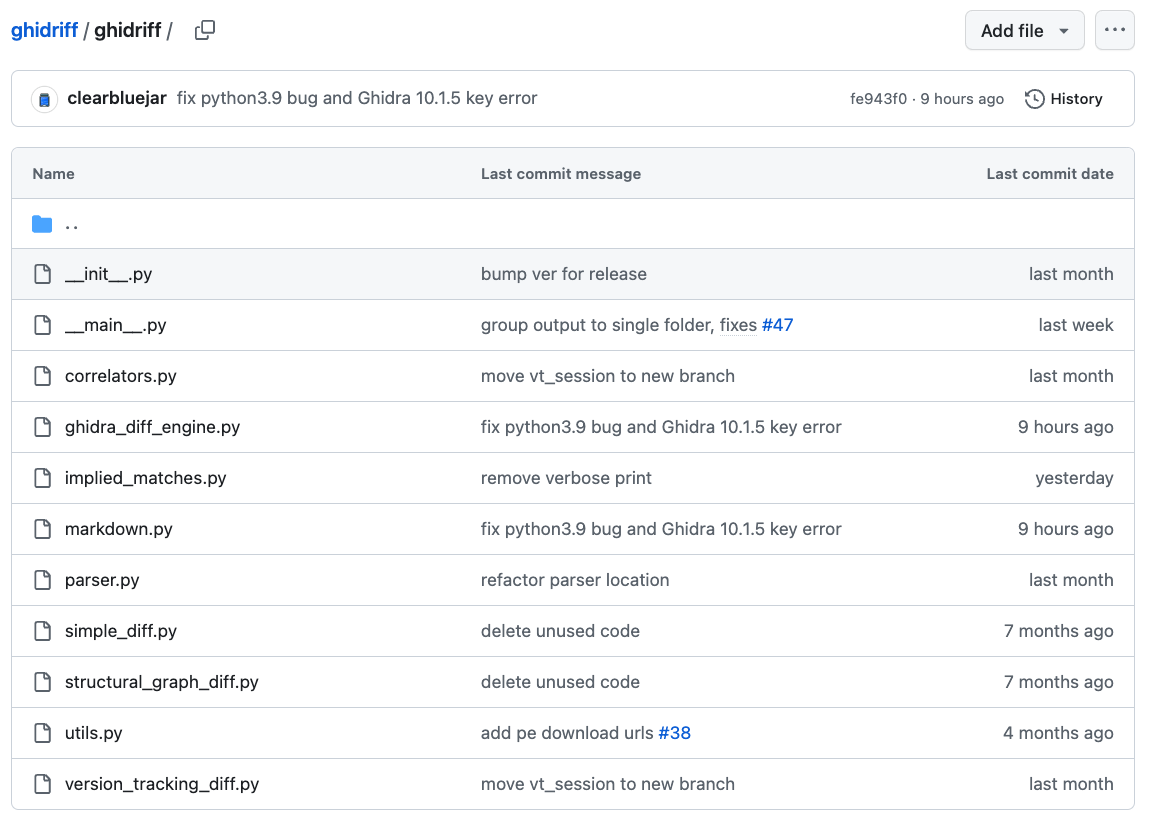 ghidriff / ghidriff /
Add file
clearbluejar fix python3.9 bug and Ghidra 10.1.5 key error fe943f0 · 9 hours ago History
Name Last commit message Last commit date
..
__init__.py bump ver for release last month
__main__.py group output to single folder, fixes #47 last week
correlators.py move vt_session to new branch last month
ghidra_diff_engine.py fix python3.9 bug and Ghidra 10.1.5 key error 9 hours ago
implied_matches.py remove verbose print yesterday
markdown.py fix python3.9 bug and Ghidra 10.1.5 key error 9 hours ago
parser.py refactor parser location last month
simple_diff.py delete unused code 7 months ago
structural_graph_diff.py delete unused code 7 months ago
utils.py add pe download urls #38 4 months ago
version_tracking_diff.py move vt_session to new branch last month